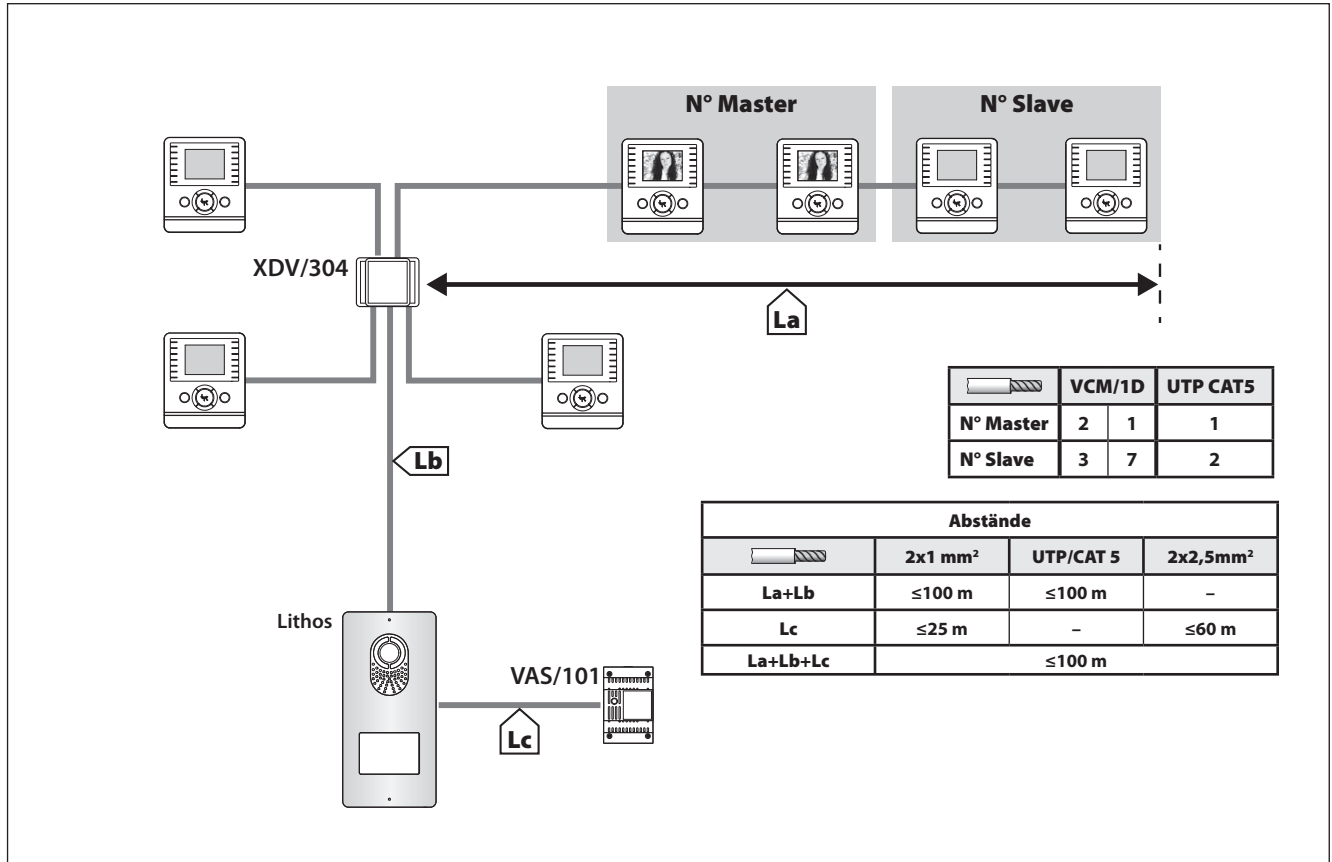 N° Master N° Slave
XDV/304
La
VCM/1D UTP CAT5
N° Master 2 1 1
N° Slave 3 7 2
Lb
Abstände
2x1 mm² UTP/CAT 5 2x2,5mm²
La+Lb ≤100 m ≤100 m –
Lc ≤25 m – ≤60 m
La+Lb+Lc ≤100 m
Lithos
VAS/101
Lc